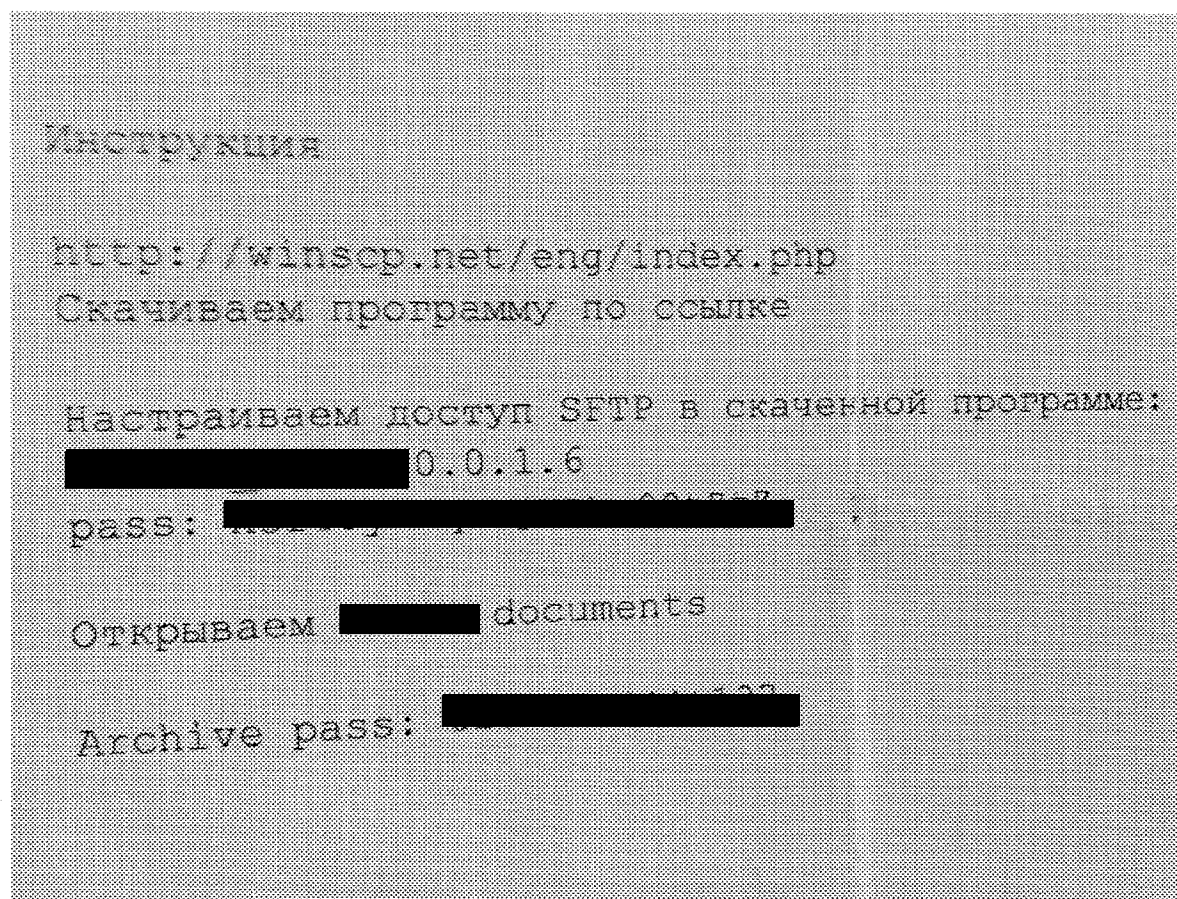 Инструкция
http://winscp.net/eng/index.php
Скачиваем программу по ссылке
Настраиваем доступ SFTP в скаченной программе:
0.0.1.6
pass:
Открываем documents
Archive pass: